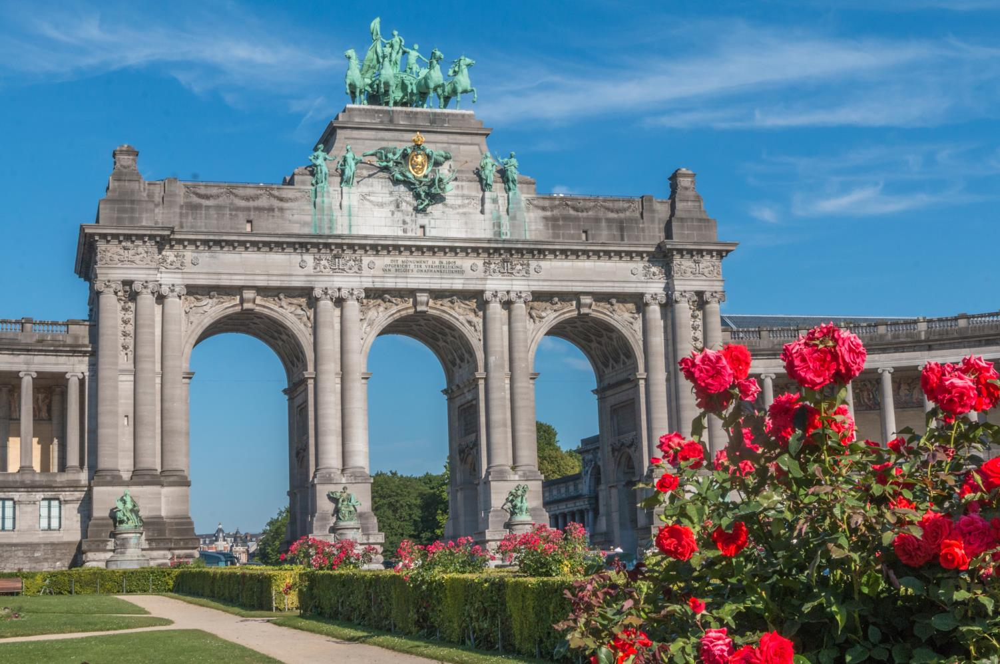 DIT MONUMENT IS IN 1905
OPGERICHT TER VERHEERLIJKING
VAN BELGIE'S ONAFHANKELIJKHEID